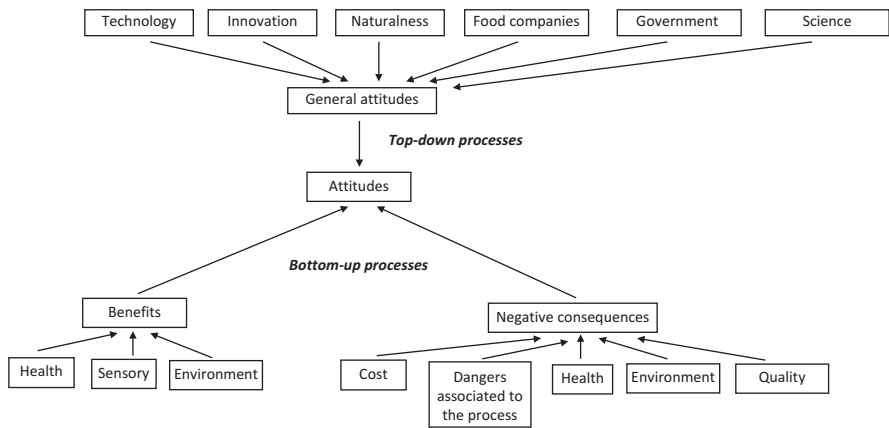 Technology
Innovation
Naturalness
Food companies
Government
Science
General attitudes
Top-down processes
Attitudes
Bottom-up processes
Benefits
Negative consequences
Health
Sensory
Environment
Cost
Dangers
associated to
the process
Health
Environment
Quality